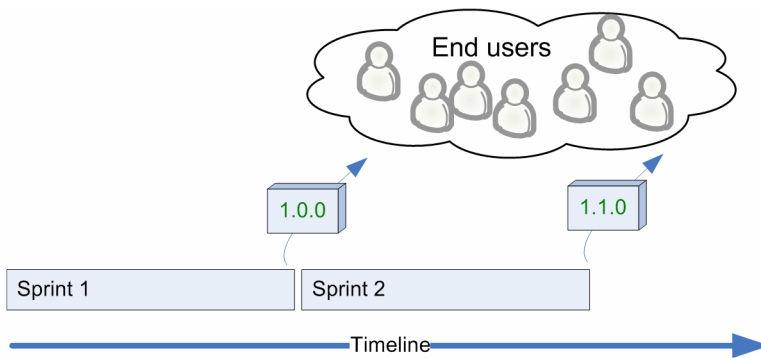 End users
1.0.0
1.1.0
Sprint 1
Sprint 2
Timeline